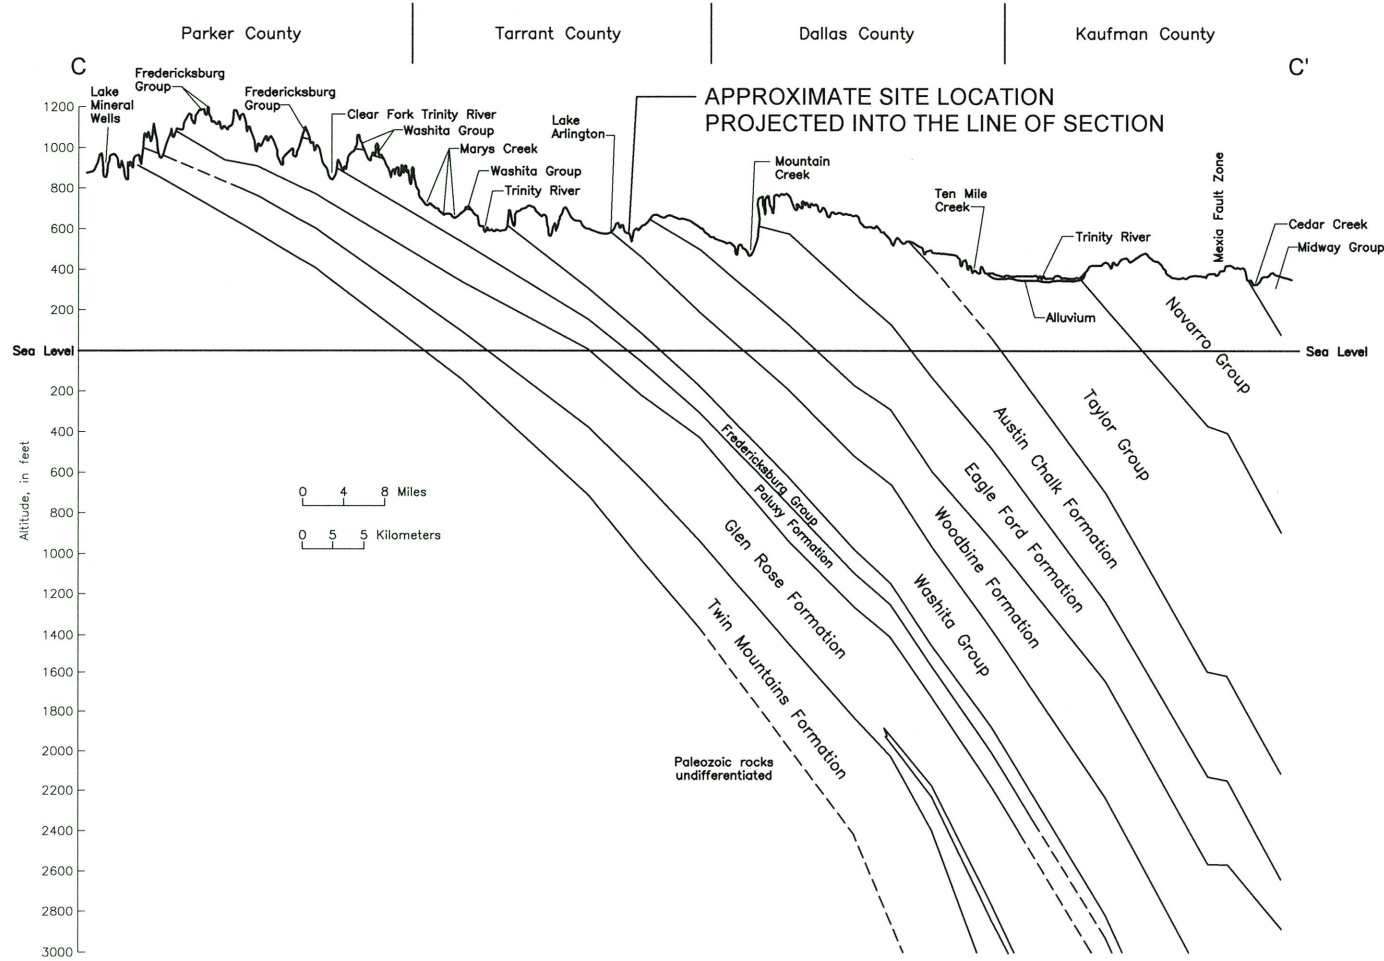 Parker County
Tarrant County
Dallas County
Kaufman County
C
C'
Fredericksburg
Group
Lake
Mineral
Wells
Fredericksburg
Group
Clear Fork Trinity River
Washita Group
Marys Creek
Washita Group
Trinity River
Lake
Arlington
APPROXIMATE SITE LOCATION
PROJECTED INTO THE LINE OF SECTION
Mountain
Creek
Ten Mile
Creek
Mexia Fault Zone
Trinity River
Cedar Creek
Midway Group
Alluvium
1200
1000
800
600
400
200
Sea Level
Sea Level
200
400
600
800
1000
1200
1400
1600
1800
2000
2200
2400
2600
2800
3000
Altitude, in feet
0 4 8 Miles
0 5 5 Kilometers
Navarro Group
Taylor Group
Austin Chalk Formation
Eagle Ford Formation
Woodbine Formation
Washita Group
Fredericksburg Group
Paluxy Formation
Glen Rose Formation
Twin Mountains Formation
Paleozoic rocks
undifferentiated